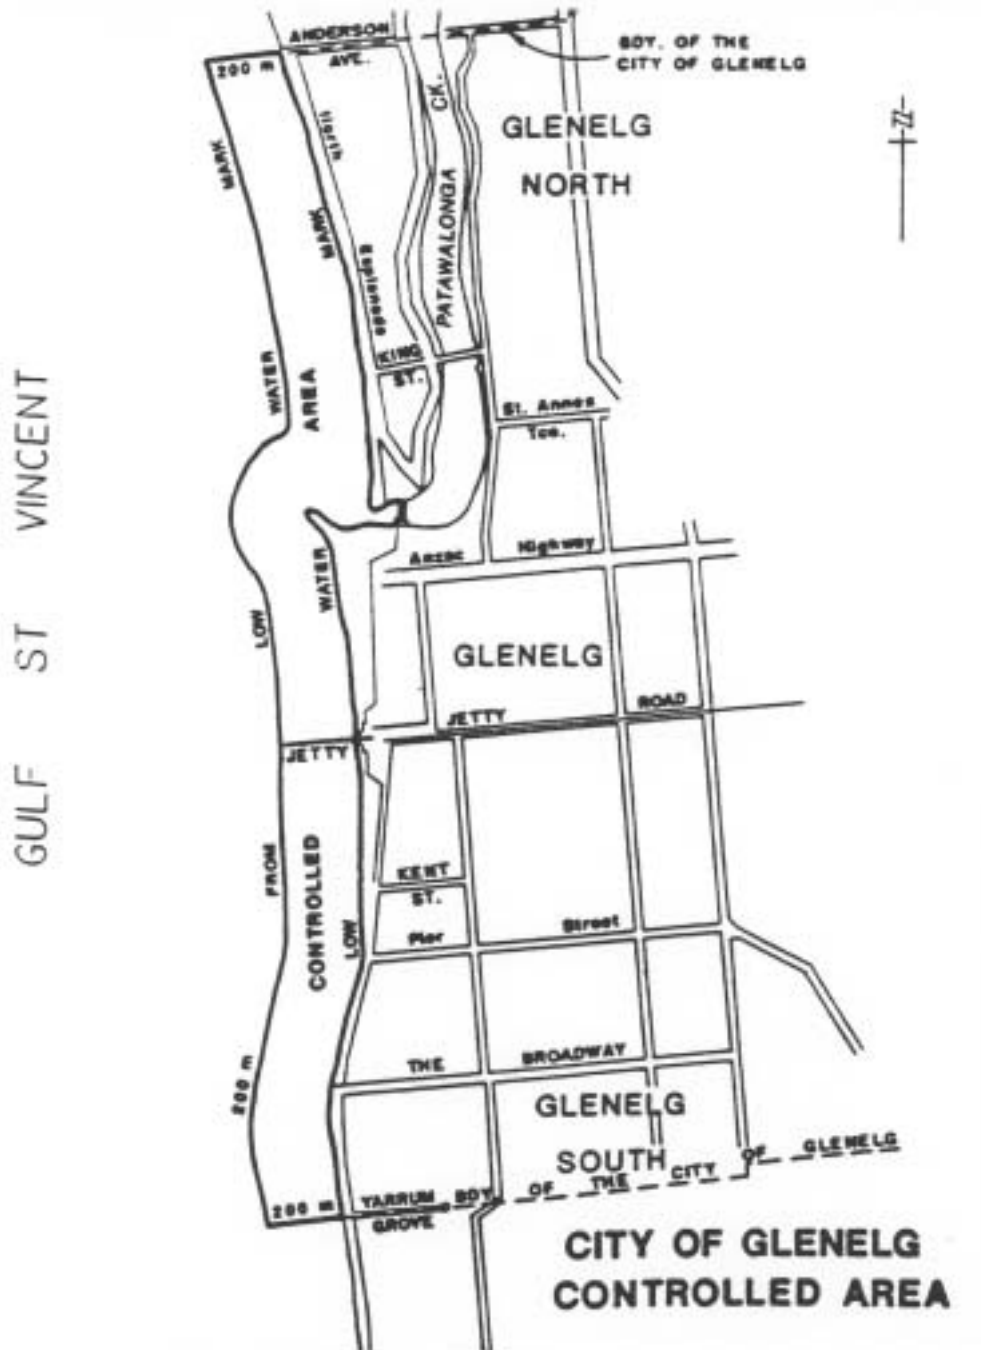 ANDERSON
AVE.
BDY. OF THE
CITY OF GLENELG
200 m
CK.
GLENELG
NORTH
N
MARK
North
MARK
PATAWALONGA
Esplanade
KING
ST.
WATER
AREA
St. Annes
Tce.
GULF ST VINCENT
Anzac Highway
WATER
LOW
GLENELG
JETTY ROAD
JETTY
FROM
CONTROLLED
LOW
KENT
ST.
Pier Street
THE BROADWAY
200 m
GLENELG
SOUTH
200 m
YARRUM BDY OF THE CITY OF GLENELG
GROVE
CITY OF GLENELG
CONTROLLED AREA